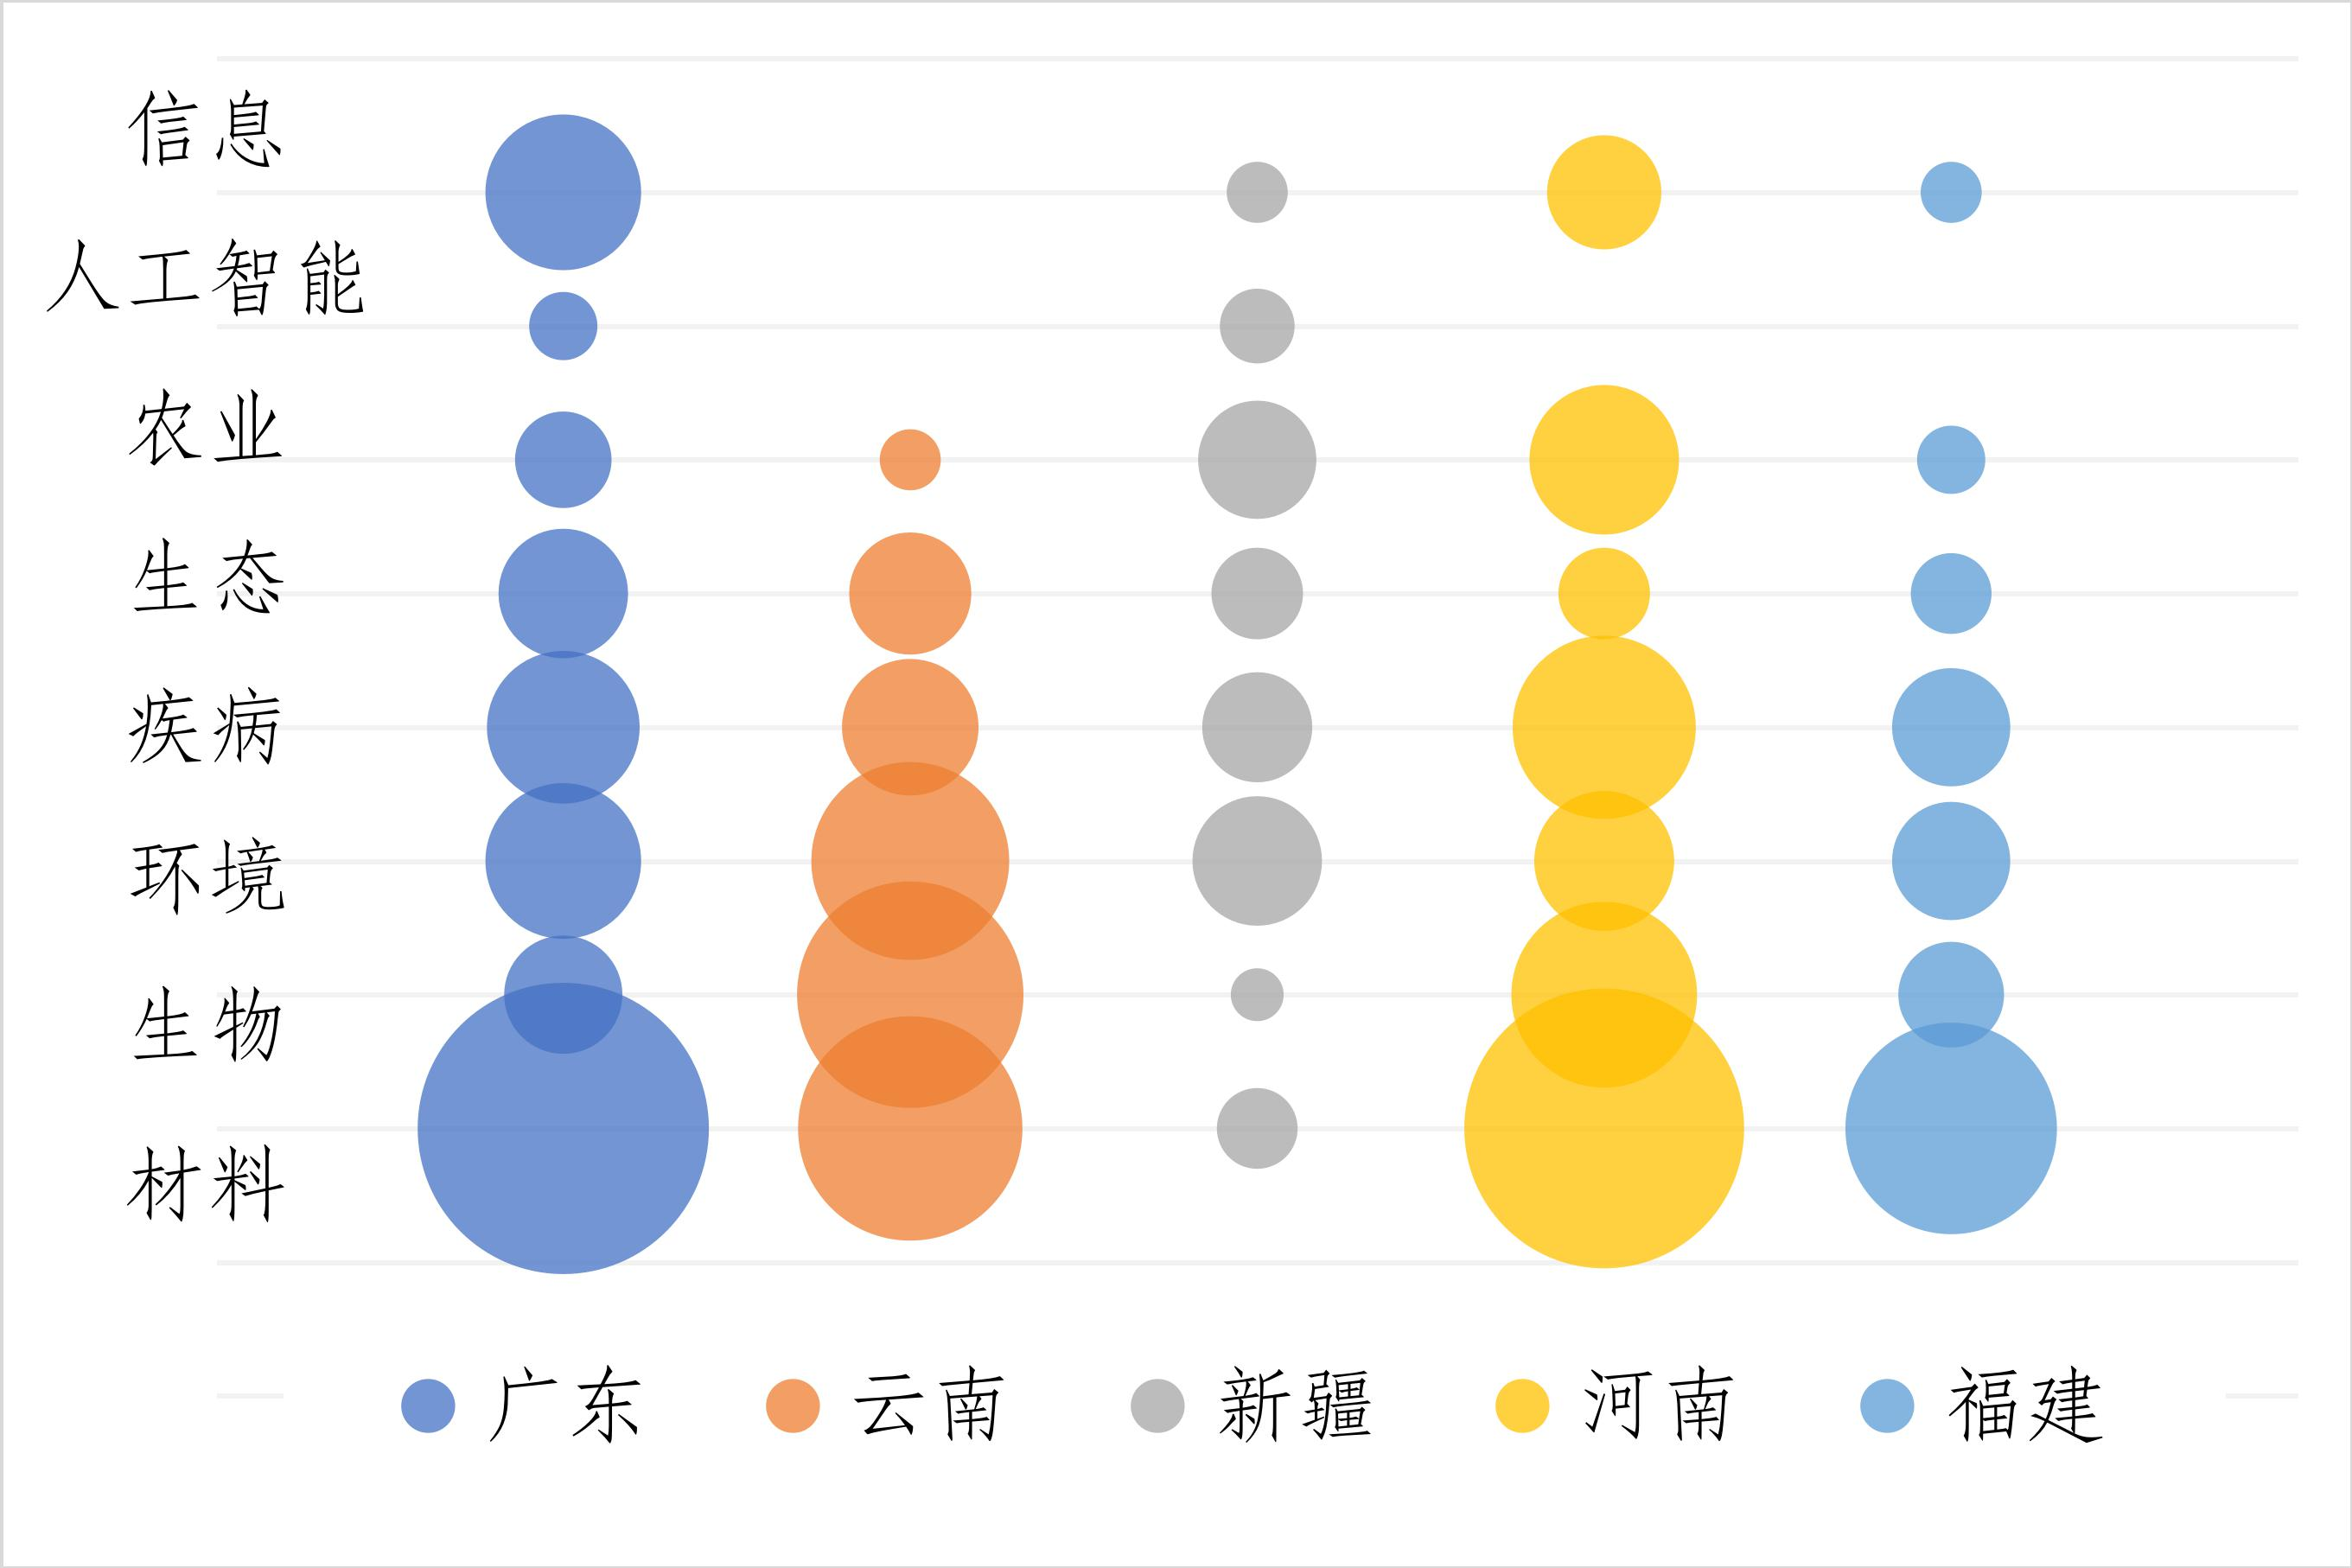 信息
人工智能
农业
生态
疾病
环境
生物
材料
广东 云南 新疆 河南 福建